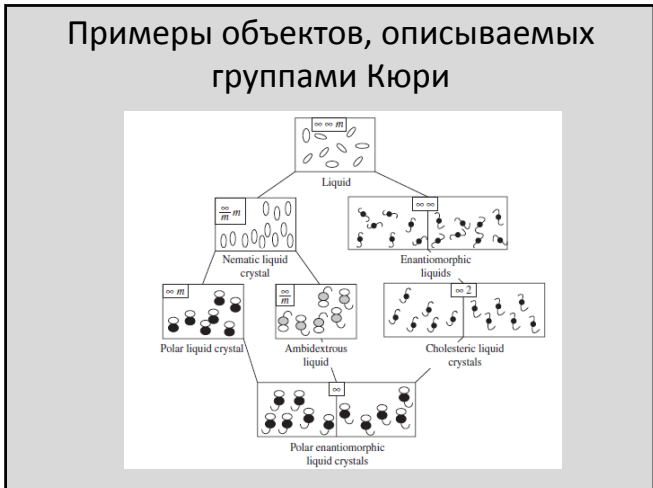 Примеры объектов, описываемых
группами Кюри
∞ ∞ m
Liquid
∞/m m
∞ ∞
Nematic liquid
crystal
Enantiomorphic
liquids
∞ m
∞/m
∞ 2
Polar liquid crystal
Ambidextrous
liquid
Cholesteric liquid
crystals
∞
Polar enantiomorphic
liquid crystals